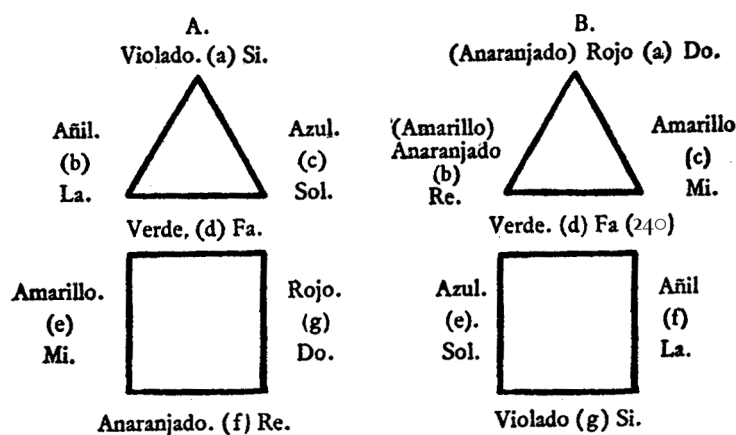 A.
Violado. (a) Si.
Añil.
(b)
La.
Azul.
(c)
Sol.
Verde, (d) Fa.
Amarillo.
(e)
Mi.
Rojo.
(g)
Do.
Anaranjado. (f) Re.
B.
(Anaranjado) Rojo (a) Do.
(Amarillo)
Anaranjado
(b)
Re.
Amarillo
(c)
Mi.
Verde. (d) Fa (240)
Azul.
(e).
Sol.
Añil
(f)
La.
Violado (g) Si.